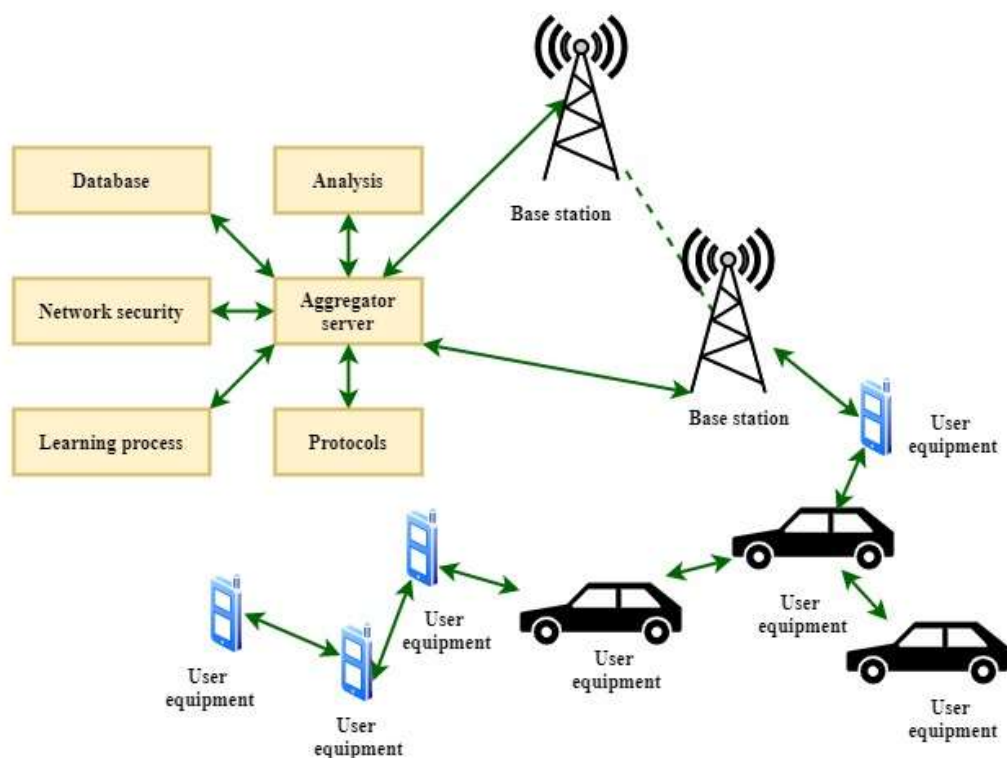 Base station
Database
Analysis
Network security
Aggregator
server
Base station
Learning process
Protocols
User
equipment
User
equipment
User
equipment
User
equipment
User
equipment
User
equipment
User
equipment